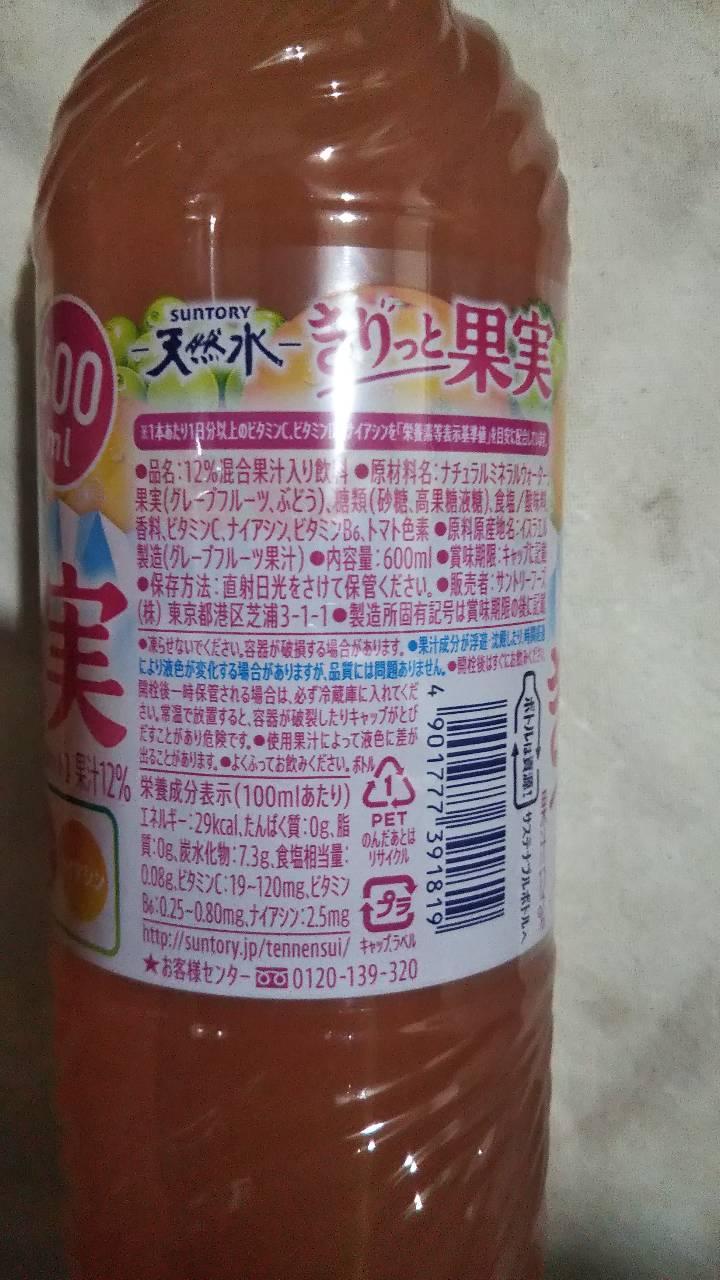 SUNTORY
天然水
きりっと果実
600
ml
※1本あたり1日分以上のビタミンC、ビタミンB6、ナイアシンを「栄養素等表示基準値」を目安に配合しています。
●品名:12%混合果汁入り飲料 ●原材料名:ナチュラルミネラルウォーター、
果実(グレープフルーツ、ぶどう)、糖類(砂糖、高果糖液糖)、食塩/酸味料、
香料、ビタミンC、ナイアシン、ビタミンB6、トマト色素 ●原料原産地名:イスラエル
製造(グレープフルーツ果汁) ●内容量:600ml ●賞味期限:キャップに記載
●保存方法:直射日光をさけて保管ください。●販売者:サントリーフーズ
(株) 東京都港区芝浦3-1-1 ●製造所固有記号は賞味期限の後に記載
●凍らせないでください。容器が破損する場合があります。●果汁成分が浮遊・沈殿したり、時間経過
により液色が変化する場合がありますが、品質には問題ありません。●開栓後はすぐにお飲みください。
開栓後一時保管される場合は、必ず冷蔵庫に入れてくだ
さい。常温で放置すると、容器が破裂したりキャップがとび
だすことがあり危険です。●使用果汁によって液色に差が
出ることがあります。●よくふってお飲みください。
栄養成分表示(100mlあたり)
エネルギー:29kcal、たんぱく質:0g、脂
質:0g、炭水化物:7.3g、食塩相当量:
0.08g、ビタミンC:19~120mg、ビタミン
B6:0.25~0.80mg、ナイアシン:2.5mg
http://suntory.jp/tennensui/
★お客様センター 0120-139-320
ボトル
1
PET
のんだあとは
リサイクル
プラ
キャップ、ラベル
4 901777 391819
ボトルは資源!サステナブルボトルへ
実
果汁12%
アシン